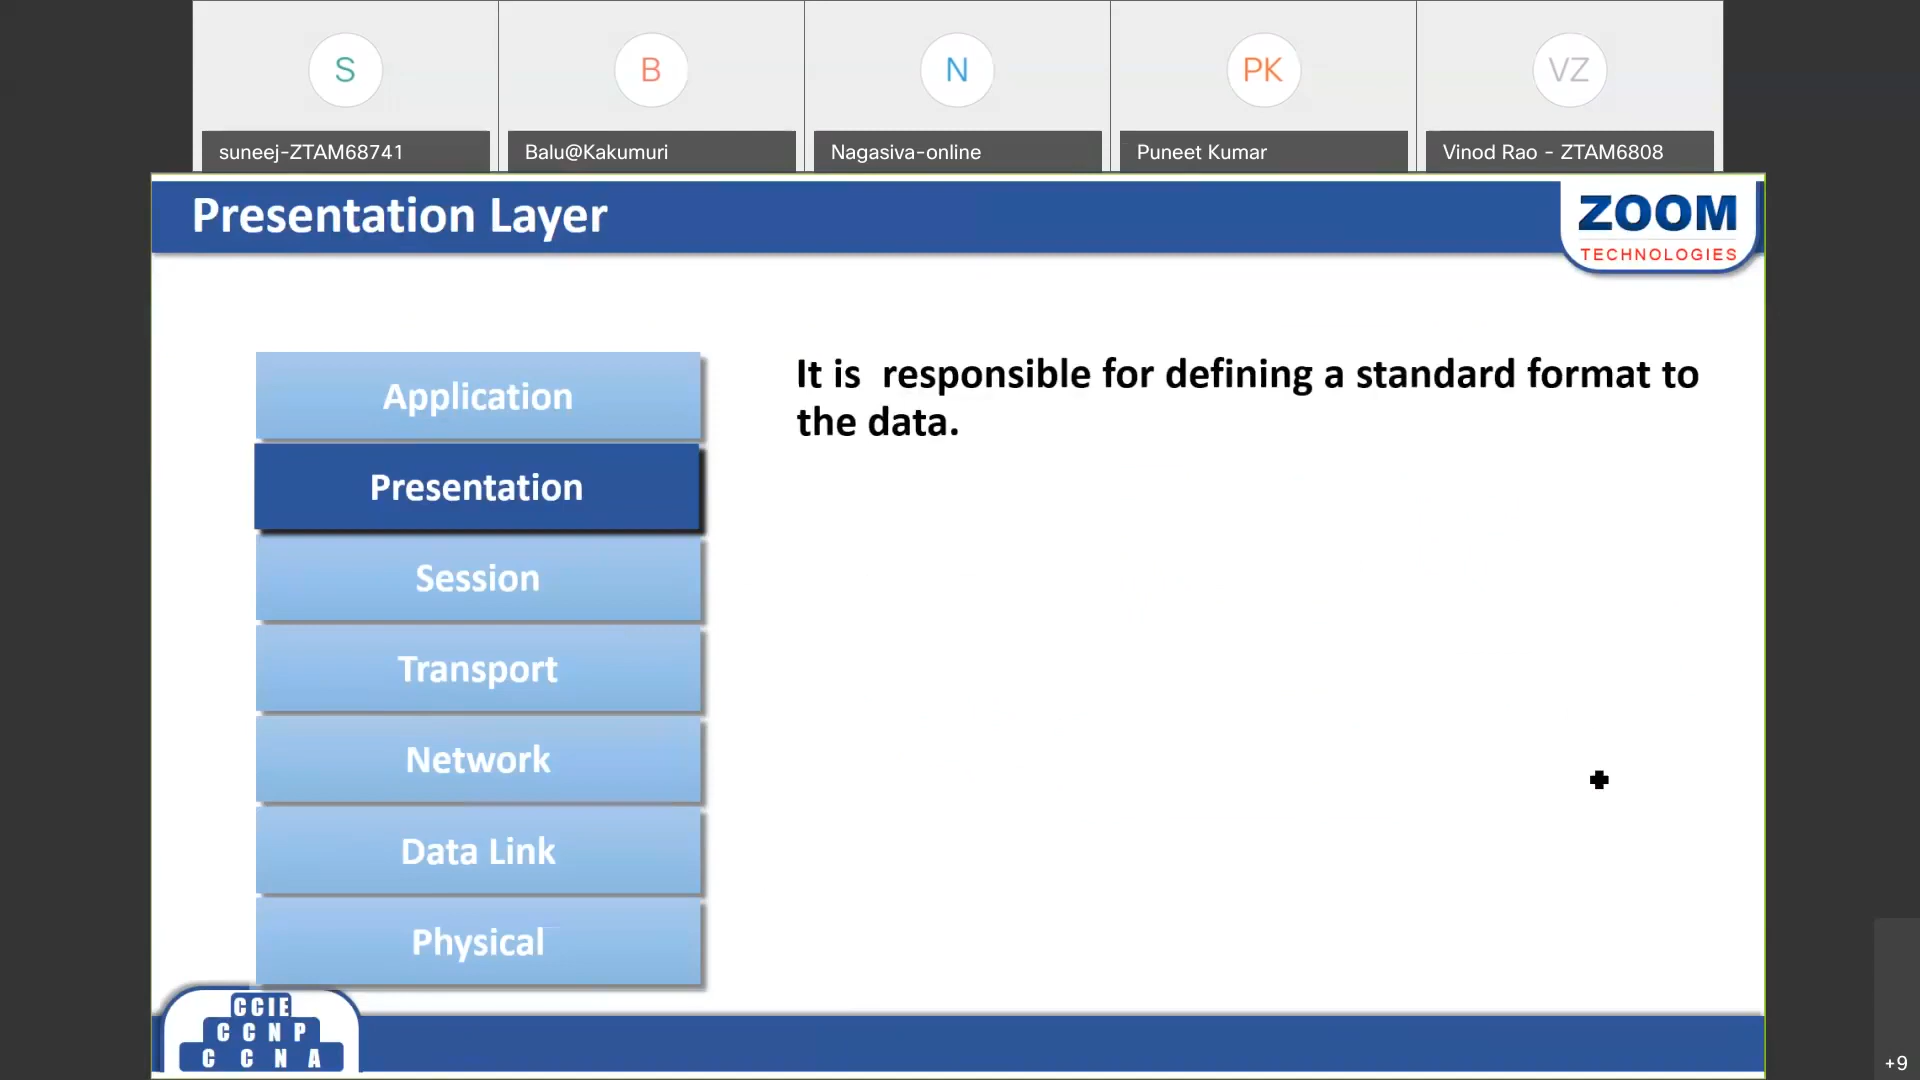 S
B
N
PK
VZ
suneej-ZTAM68741
Balu@Kakumuri
Nagasiva-online
Puneet Kumar
Vinod Rao - ZTAM6808
Presentation Layer
ZOOM
TECHNOLOGIES
Application
Presentation
Session
Transport
Network
Data Link
Physical
It is  responsible for defining a standard format to
the data.
CCIE
CCNP
CCNA
+9